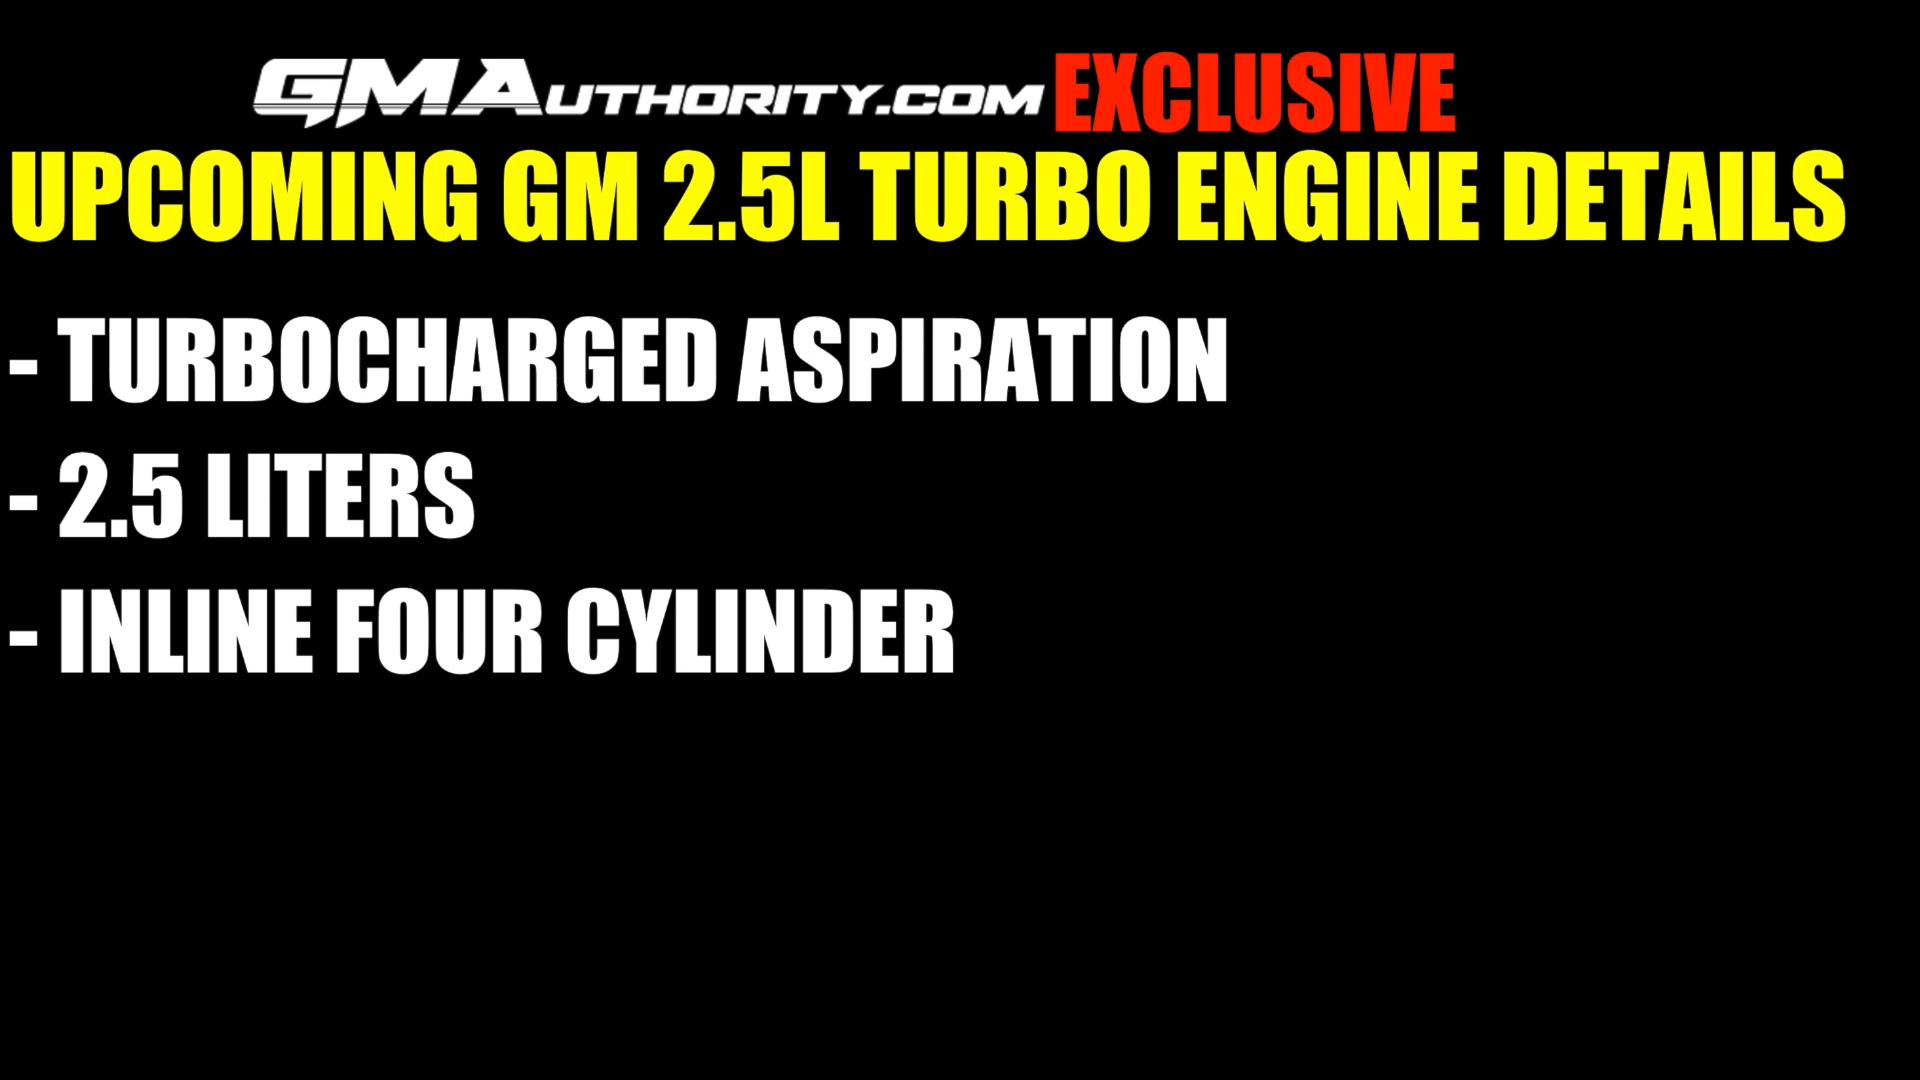 GMAUTHORITY.COM EXCLUSIVE
UPCOMING GM 2.5L TURBO ENGINE DETAILS
- TURBOCHARGED ASPIRATION
- 2.5 LITERS
- INLINE FOUR CYLINDER